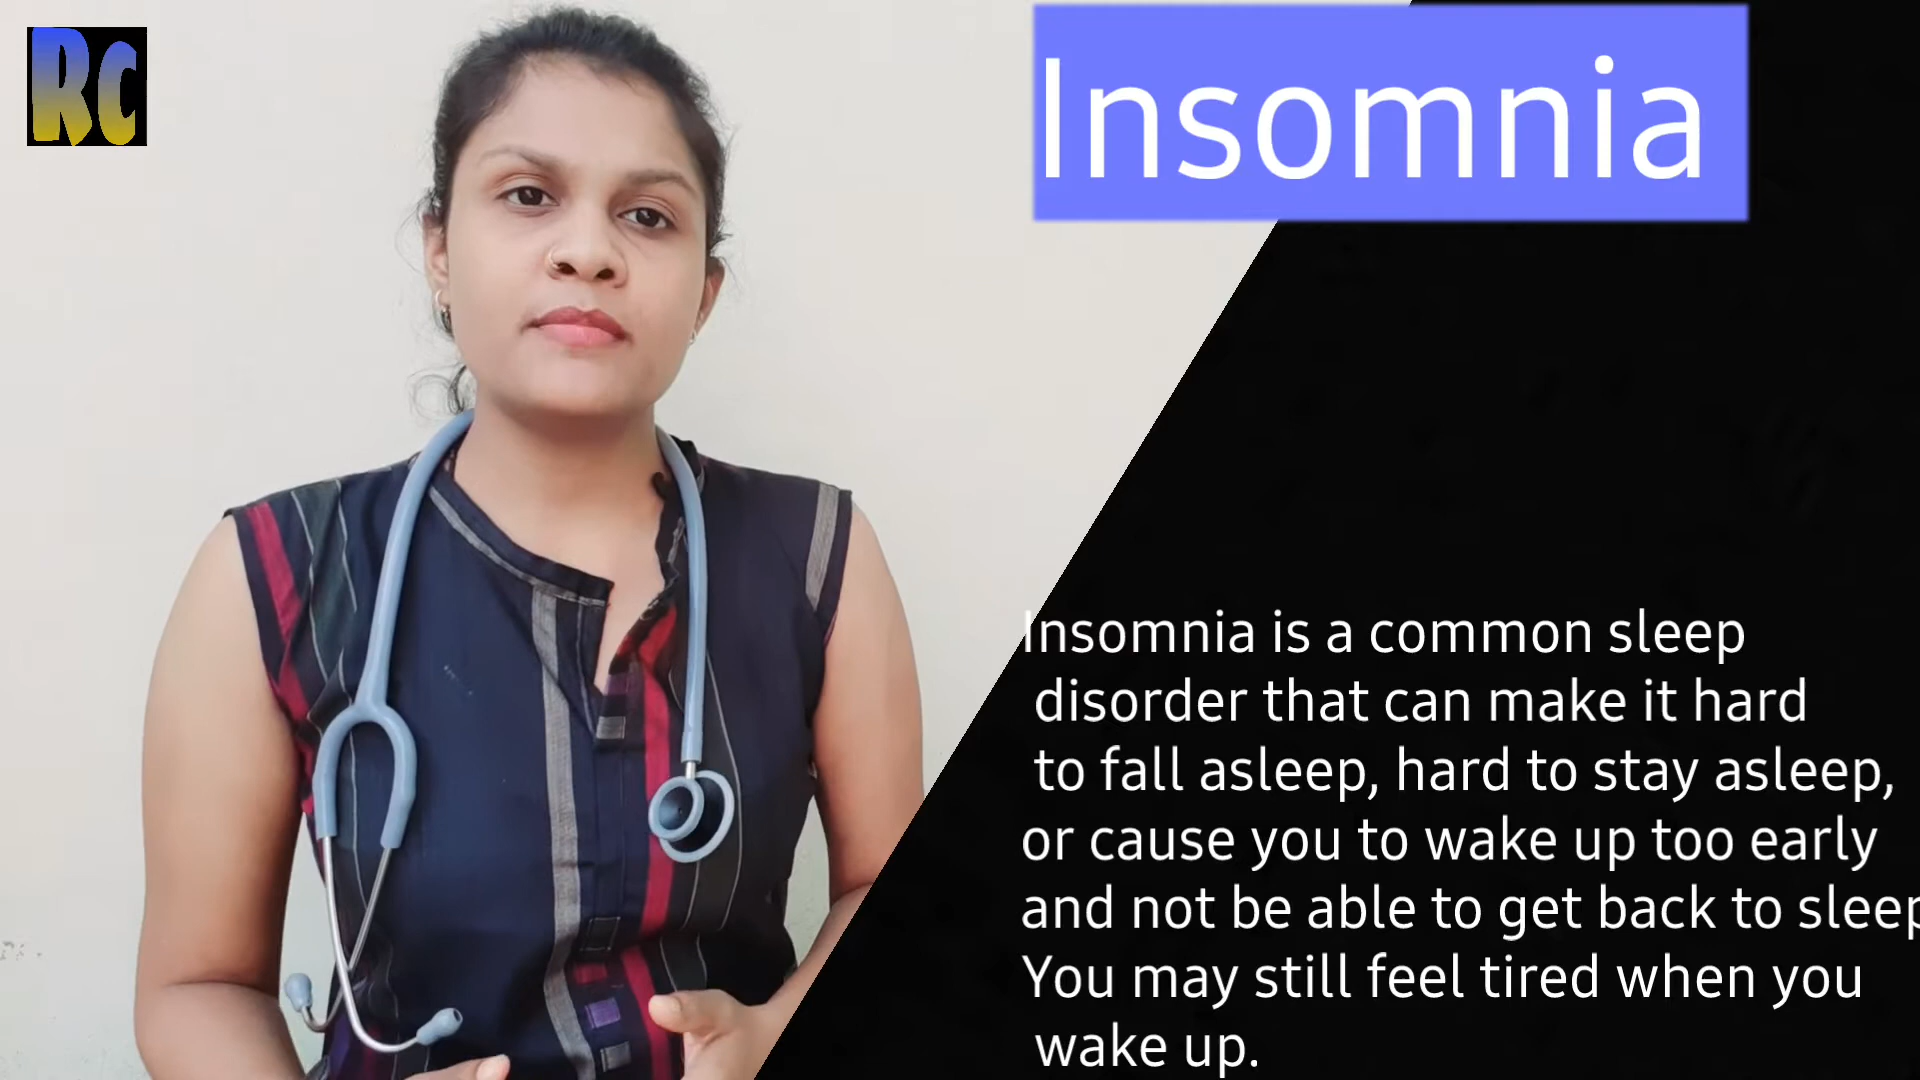 Rc
Insomnia
Insomnia is a common sleep
disorder that can make it hard
to fall asleep, hard to stay asleep,
or cause you to wake up too early
and not be able to get back to sleep
You may still feel tired when you
wake up.